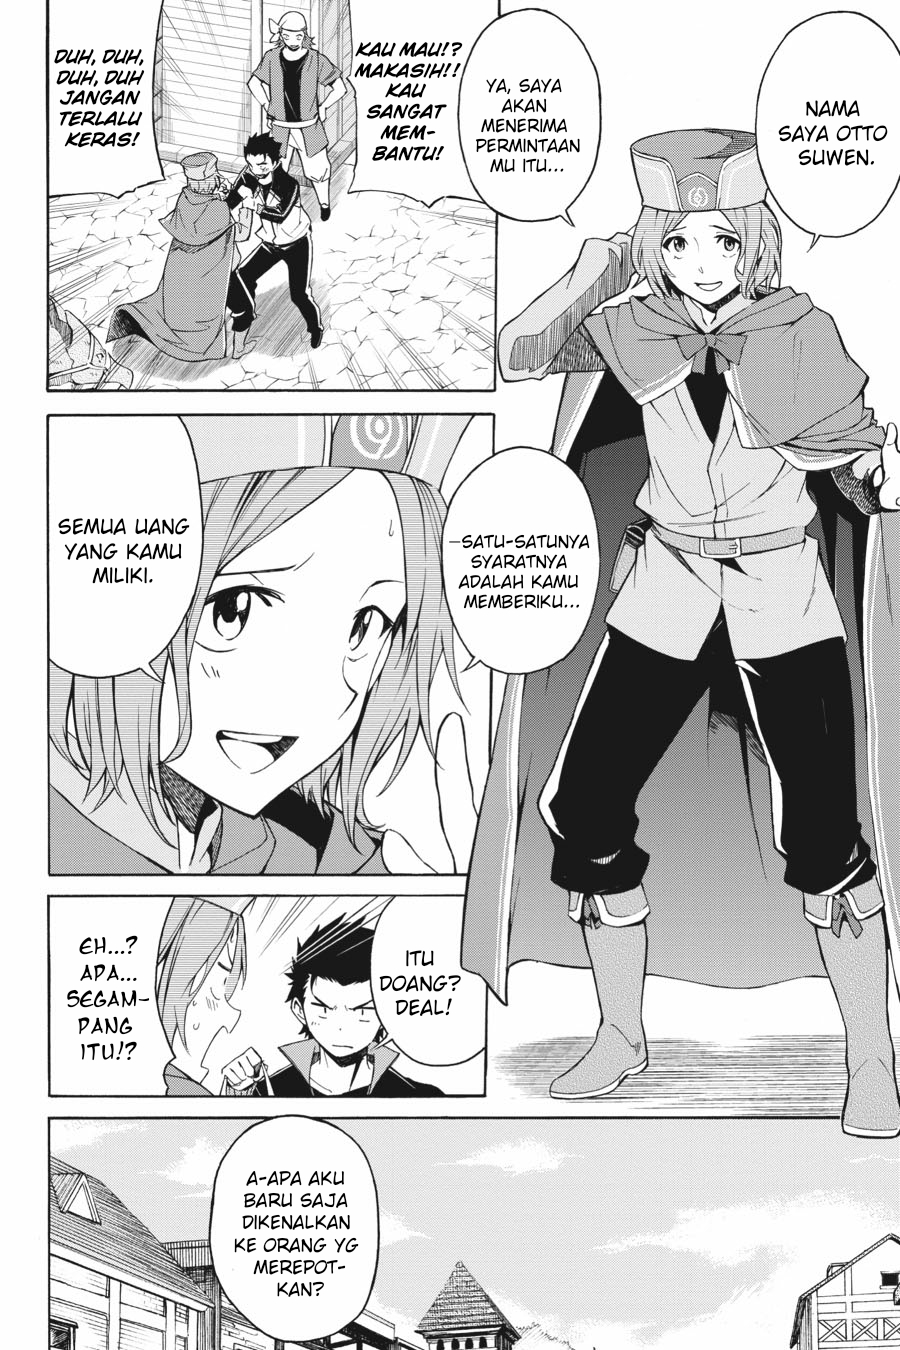 NAMA
SAYA OTTO
SUWEN.
YA, SAYA
AKAN
MENERIMA
PERMINTAAN
MU ITU...
KAU MAU!?
MAKASIH!!
KAU
SANGAT
MEM-
BANTU!
DUH, DUH,
DUH, DUH
JANGAN
TERLALU
KERAS!
–SATU-SATUNYA
SYARATNYA
ADALAH KAMU
MEMBERIKU...
SEMUA UANG
YANG KAMU
MILIKI.
ITU
DOANG?
DEAL!
EH...?
APA...
SEGAM-
PANG
ITU!?
A-APA AKU
BARU SAJA
DIKENALKAN
KE ORANG YG
MEREPOT-
KAN?